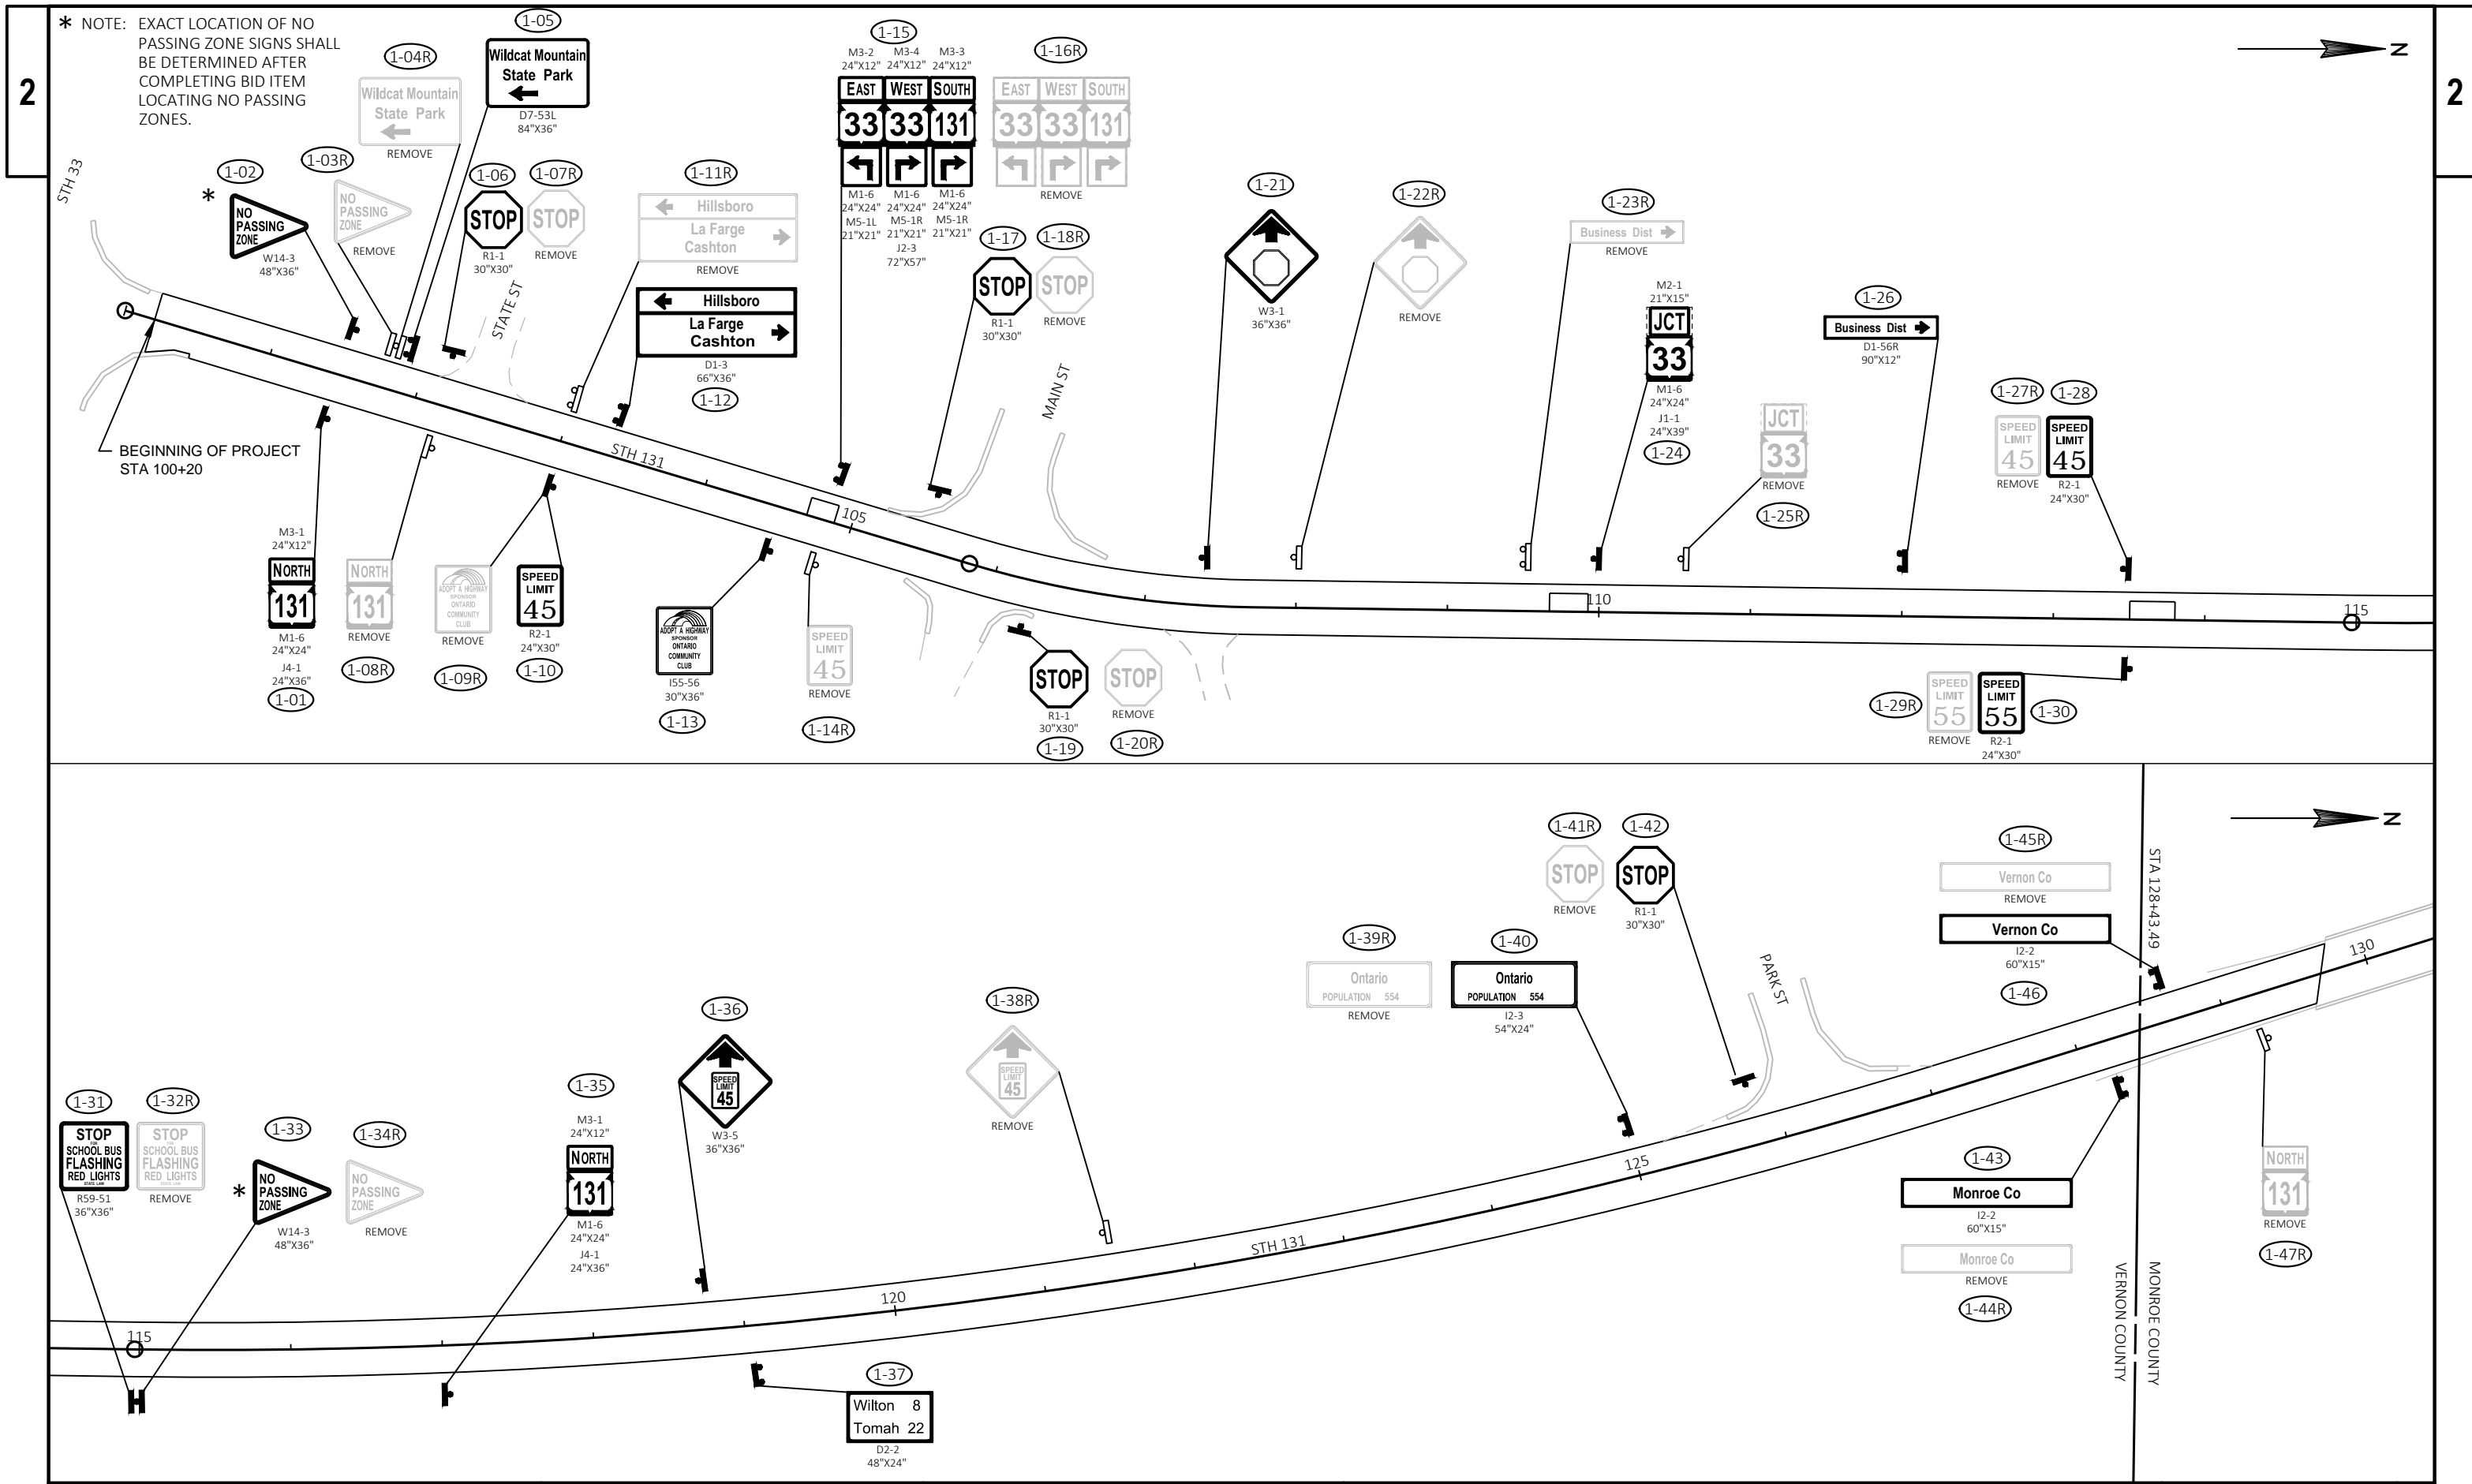 2
2
* NOTE: EXACT LOCATION OF NO
PASSING ZONE SIGNS SHALL
BE DETERMINED AFTER
COMPLETING BID ITEM
LOCATING NO PASSING
ZONES.
N
STH 33
BEGINNING OF PROJECT
STA 100+20
1-02
*
NO
PASSING
ZONE
W14-3
48"X36"
1-03R
NO
PASSING
ZONE
REMOVE
1-04R
Wildcat Mountain
State Park
REMOVE
1-05
Wildcat Mountain
State Park
D7-53L
84"X36"
1-06
STOP
R1-1
30"X30"
1-07R
STOP
REMOVE
STATE ST
1-11R
Hillsboro
La Farge
Cashton
REMOVE
Hillsboro
La Farge
Cashton
D1-3
66"X36"
1-12
1-15
M3-2 M3-4 M3-3
24"X12" 24"X12" 24"X12"
EAST WEST SOUTH
33 33 131
M1-6 M1-6 M1-6
24"X24" 24"X24" 24"X24"
M5-1L M5-1R M5-1R
21"X21" 21"X21" 21"X21"
J2-3
72"X57"
1-16R
EAST WEST SOUTH
33 33 131
REMOVE
1-17
STOP
R1-1
30"X30"
1-18R
STOP
REMOVE
MAIN ST
1-21
W3-1
36"X36"
1-22R
REMOVE
1-23R
Business Dist
REMOVE
M2-1
21"X15"
JCT
33
M1-6
24"X24"
J1-1
24"X39"
1-24
JCT
33
REMOVE
1-25R
1-26
Business Dist
D1-56R
90"X12"
1-27R
SPEED
LIMIT
45
REMOVE
1-28
SPEED
LIMIT
45
R2-1
24"X30"
STH 131
105
110
115
M3-1
24"X12"
NORTH
131
M1-6
24"X24"
J4-1
24"X36"
1-01
NORTH
131
REMOVE
1-08R
ADOPT A HIGHWAY
SPONSOR
ONTARIO
COMMUNITY
CLUB
REMOVE
1-09R
SPEED
LIMIT
45
R2-1
24"X30"
1-10
ADOPT A HIGHWAY
SPONSOR
ONTARIO
COMMUNITY
CLUB
I55-56
30"X36"
1-13
SPEED
LIMIT
45
REMOVE
1-14R
STOP
R1-1
30"X30"
1-19
STOP
REMOVE
1-20R
1-29R
SPEED
LIMIT
55
REMOVE
SPEED
LIMIT
55
R2-1
24"X30"
1-30
N
1-31
STOP
FOR
SCHOOL BUS
FLASHING
RED LIGHTS
STATE LAW
R59-51
36"X36"
1-32R
STOP
FOR
SCHOOL BUS
FLASHING
RED LIGHTS
STATE LAW
REMOVE
1-33
*
NO
PASSING
ZONE
W14-3
48"X36"
1-34R
NO
PASSING
ZONE
REMOVE
1-35
M3-1
24"X12"
NORTH
131
M1-6
24"X24"
J4-1
24"X36"
1-36
SPEED
LIMIT
45
W3-5
36"X36"
1-37
Wilton 8
Tomah 22
D2-2
48"X24"
1-38R
SPEED
LIMIT
45
REMOVE
1-39R
Ontario
POPULATION 554
REMOVE
1-40
Ontario
POPULATION 554
I2-3
54"X24"
1-41R
STOP
REMOVE
1-42
STOP
R1-1
30"X30"
PARK ST
1-45R
Vernon Co
REMOVE
Vernon Co
I2-2
60"X15"
1-46
STA 128+43.49
115
120
STH 131
125
130
1-43
Monroe Co
I2-2
60"X15"
Monroe Co
REMOVE
1-44R
VERNON COUNTY
MONROE COUNTY
NORTH
131
REMOVE
1-47R